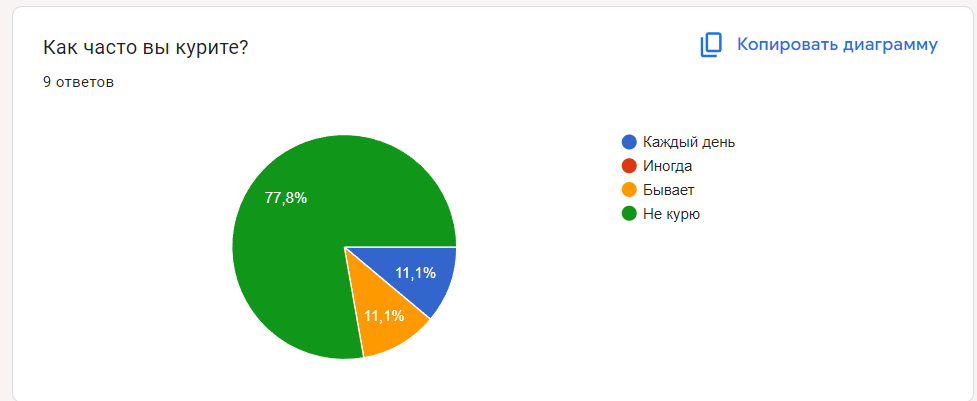 Как часто вы курите?
Копировать диаграмму
9 ответов
Каждый день
Иногда
Бывает
Не курю
77,8%
11,1%
11,1%